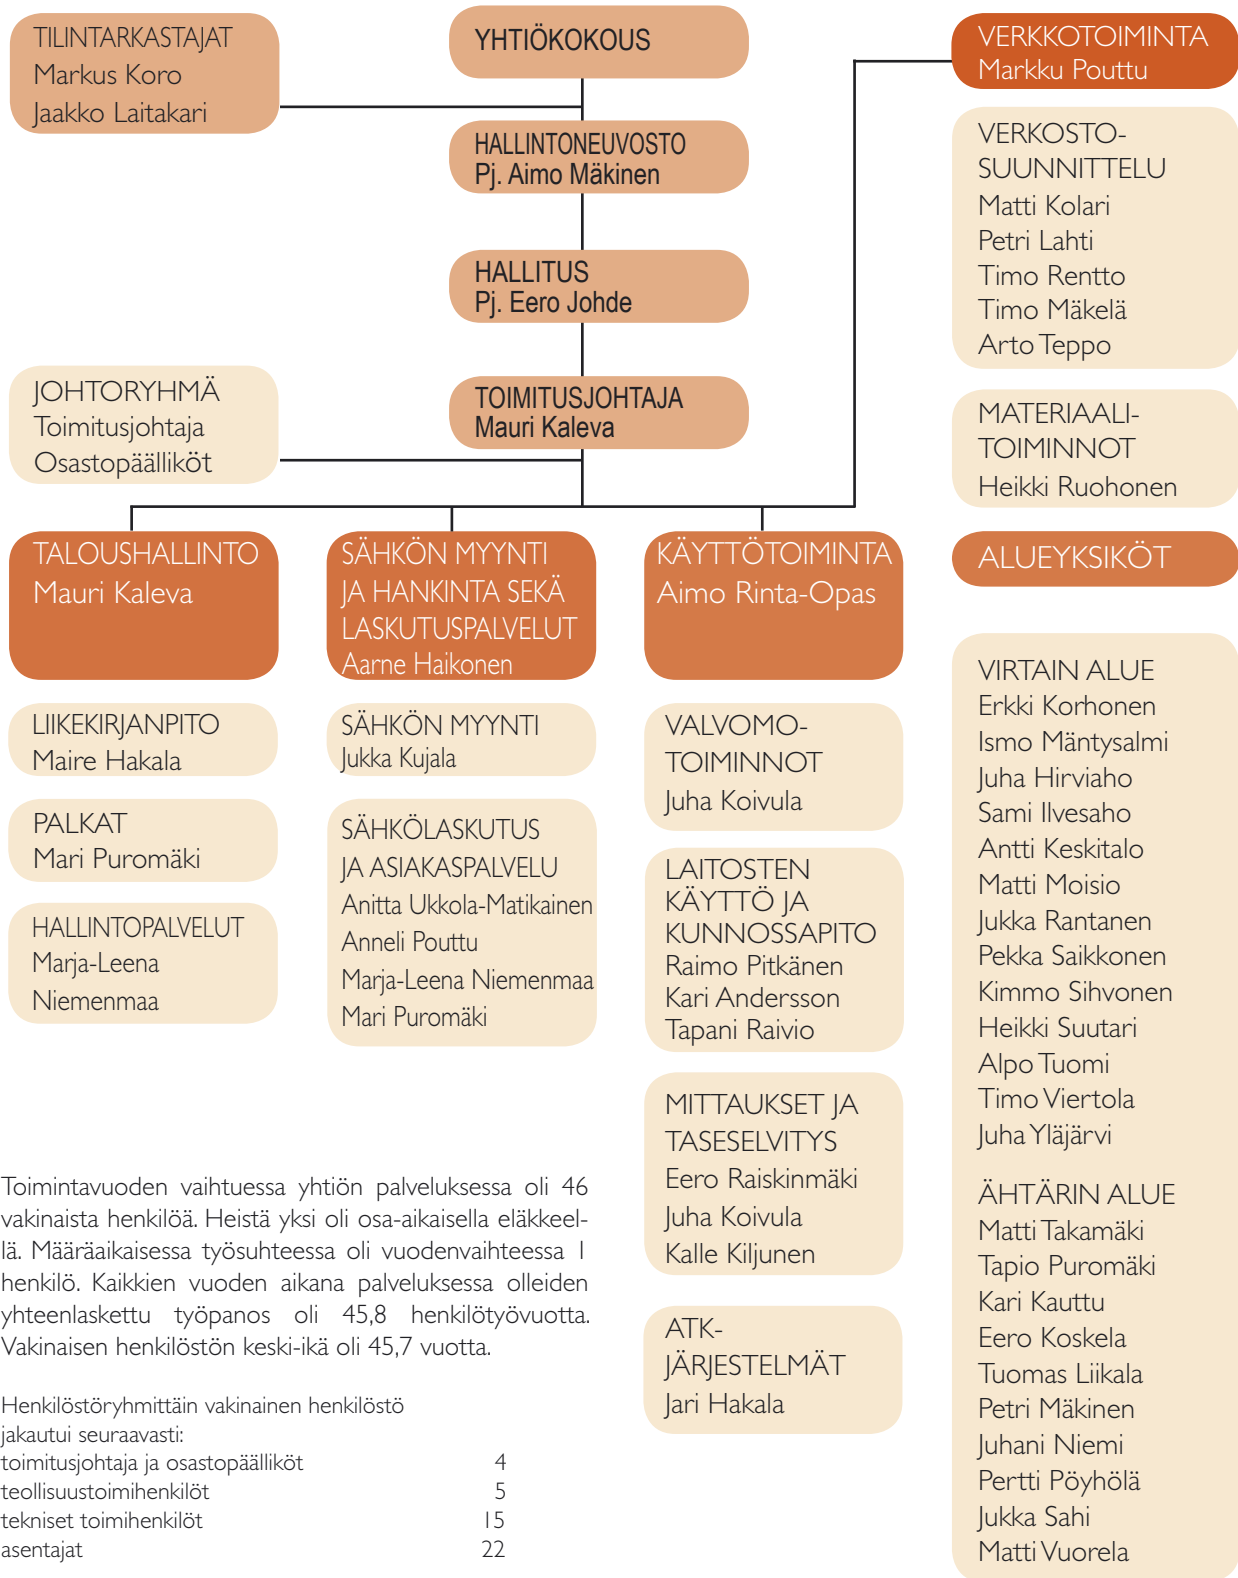 TILINTARKASTAJAT
Markus Koro
Jaakko Laitakari
YHTIÖKOKOUS
HALLINTONEUVOSTO
Pj. Aimo Mäkinen
HALLITUS
Pj. Eero Johde
JOHTORYHMÄ
Toimitusjohtaja
Osastopäälliköt
TOIMITUSJOHTAJA
Mauri Kaleva
TALOUSHALLINTO
Mauri Kaleva
LIIKEKIRJANPITO
Maire Hakala
PALKAT
Mari Puromäki
HALLINTOPALVELUT
Marja-Leena
Niemenmaa
SÄHKÖN MYYNTI
JA HANKINTA SEKÄ
LASKUTUSPALVELUT
Aarne Haikonen
SÄHKÖN MYYNTI
Jukka Kujala
SÄHKÖLASKUTUS
JA ASIAKASPALVELU
Anitta Ukkola-Matikainen
Anneli Pouttu
Marja-Leena Niemenmaa
Mari Puromäki
KÄYTTÖTOIMINTA
Aimo Rinta-Opas
VALVOMO-
TOIMINNOT
Juha Koivula
LAITOSTEN
KÄYTTÖ JA
KUNNOSSAPITO
Raimo Pitkänen
Kari Andersson
Tapani Raivio
MITTAUKSET JA
TASESELVITYS
Eero Raiskinmäki
Juha Koivula
Kalle Kiljunen
ATK-
JÄRJESTELMÄT
Jari Hakala
VERKKOTOIMINTA
Markku Pouttu
VERKOSTO-
SUUNNITTELU
Matti Kolari
Petri Lahti
Timo Rentto
Timo Mäkelä
Arto Teppo
MATERIAALI-
TOIMINNOT
Heikki Ruohonen
ALUEYKSIKÖT
VIRTAIN ALUE
Erkki Korhonen
Ismo Mäntysalmi
Juha Hirviaho
Sami Ilvesaho
Antti Keskitalo
Matti Moisio
Jukka Rantanen
Pekka Saikkonen
Kimmo Sihvonen
Heikki Suutari
Alpo Tuomi
Timo Viertola
Juha Yläjärvi
ÄHTÄRIN ALUE
Matti Takamäki
Tapio Puromäki
Kari Kauttu
Eero Koskela
Tuomas Liikala
Petri Mäkinen
Juhani Niemi
Pertti Pöyhölä
Jukka Sahi
Matti Vuorela
Toimintavuoden vaihtuessa yhtiön palveluksessa oli 46
vakinaista henkilöä. Heistä yksi oli osa-aikaisella eläkkeel-
lä. Määräaikaisessa työsuhteessa oli vuodenvaihteessa 1
henkilö. Kaikkien vuoden aikana palveluksessa olleiden
yhteenlaskettu työpanos oli 45,8 henkilötyövuotta.
Vakinaisen henkilöstön keski-ikä oli 45,7 vuotta.
Henkilöstöryhmittäin vakinainen henkilöstö
jakautui seuraavasti:
toimitusjohtaja ja osastopäälliköt 4
teollisuustoimihenkilöt 5
tekniset toimihenkilöt 15
asentajat 22